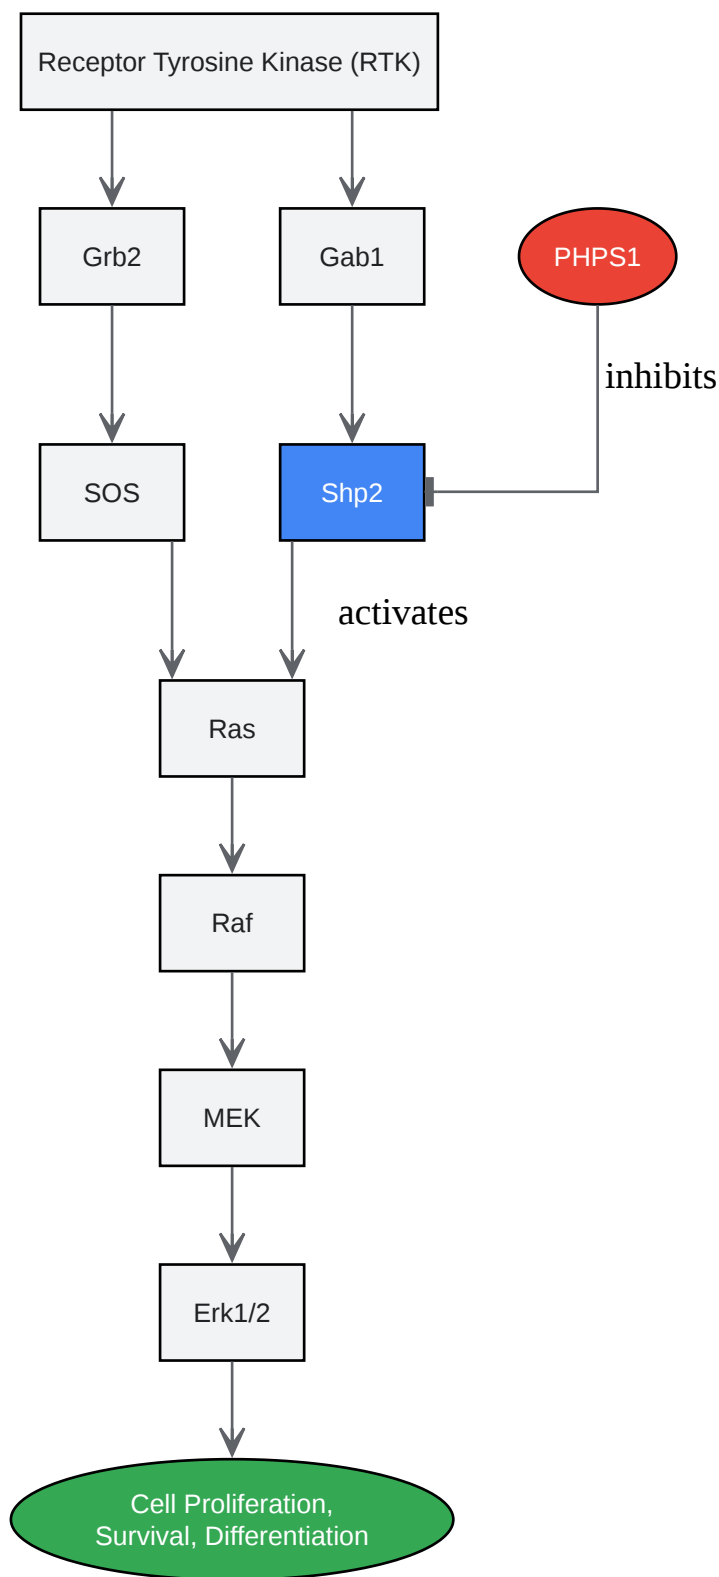 Receptor Tyrosine Kinase (RTK)
Grb2
Gab1
PHPS1
inhibits
SOS
Shp2
activates
Ras
Raf
MEK
Erk1/2
Cell Proliferation,
Survival, Differentiation